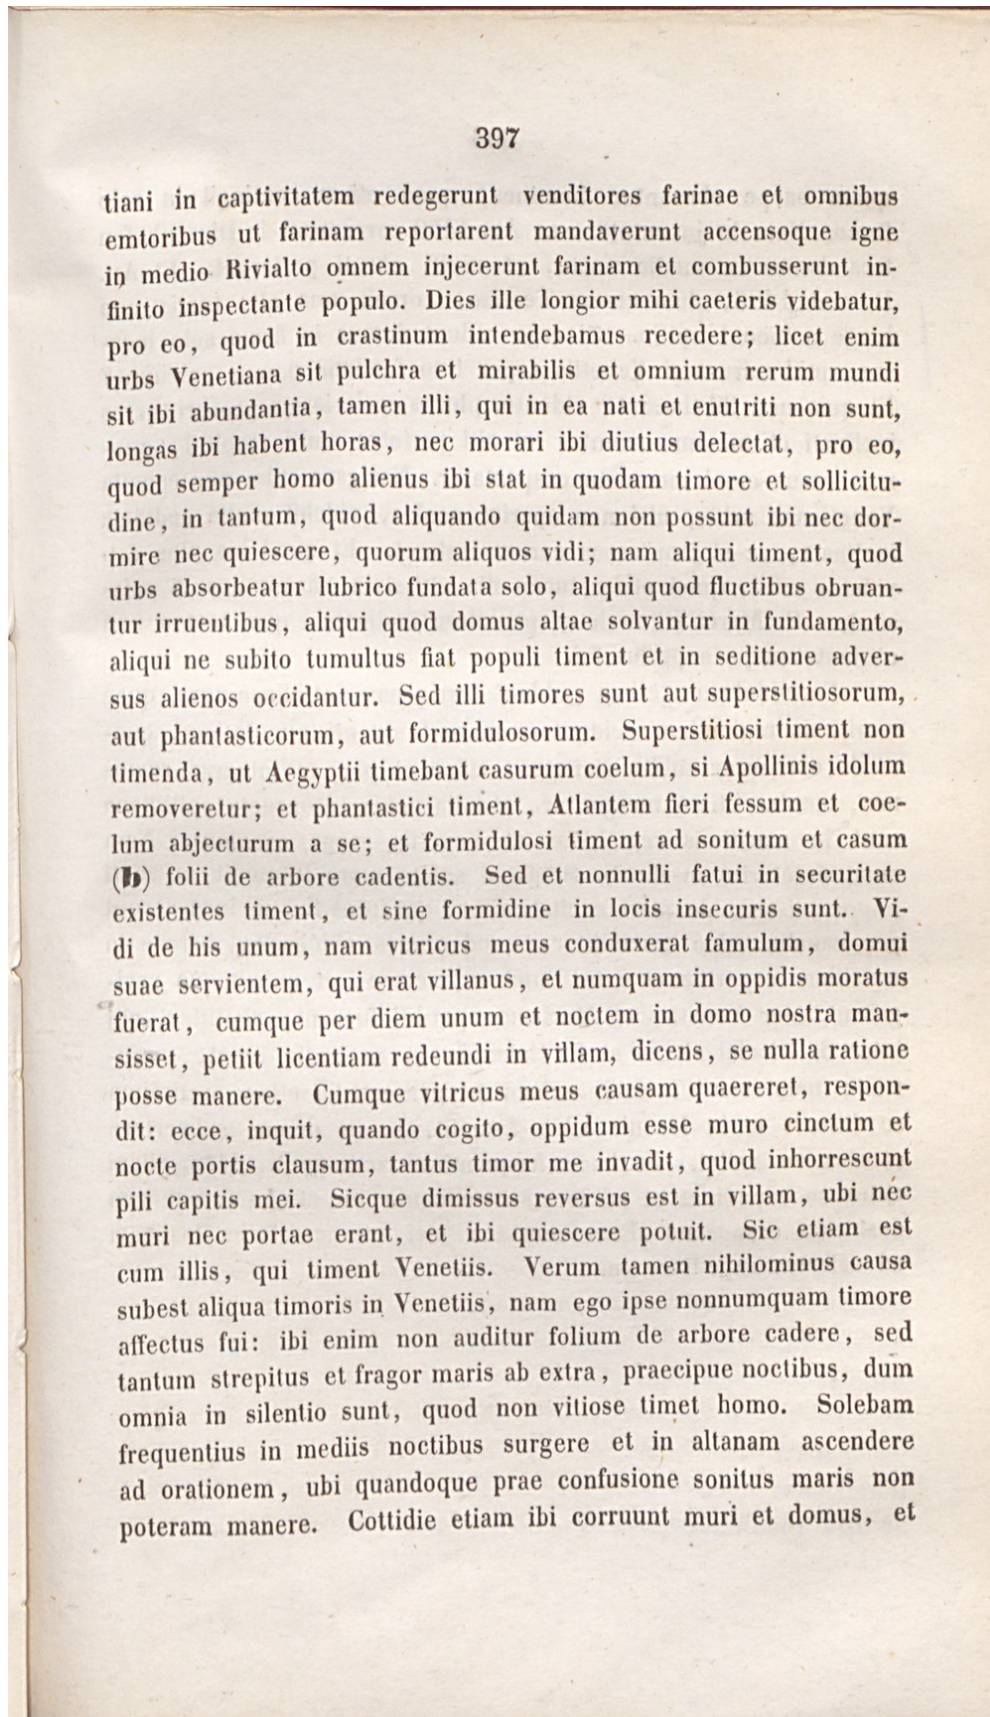 397
tiani in captivitatem redegerunt venditores farinae et omnibus
emtoribus ut farinam reportarent mandaverunt accensoque igne
in medio Rivialto omnem injecerunt farinam et combusserunt in-
finito inspectante populo. Dies ille longior mihi caeteris videbatur,
pro eo, quod in crastinum intendebamus recedere; licet enim
urbs Venetiana sit pulchra et mirabilis et omnium rerum mundi
sit ibi abundantia, tamen illi, qui in ea nati et enutriti non sunt,
longas ibi habent horas, nec morari ibi diutius delectat, pro eo,
quod semper homo alienus ibi stat in quodam timore et sollicitu-
dine, in tantum, quod aliquando quidam non possunt ibi nec dor-
mire nec quiescere, quorum aliquos vidi; nam aliqui timent, quod
urbs absorbeatur lubrico fundata solo, aliqui quod fluctibus obruan-
tur irruentibus, aliqui quod domus altae solvantur in fundamento,
aliqui ne subito tumultus fiat populi timent et in seditione adver-
sus alienos occidantur. Sed illi timores sunt aut superstitiosorum,
aut phantasticorum, aut formidulosorum. Superstitiosi timent non
timenda, ut Aegyptii timebant casurum coelum, si Apollinis idolum
removeretur; et phantastici timent, Atlantem fieri fessum et coe-
lum abjecturum a se; et formidulosi timent ad sonitum et casum
(b) folii de arbore cadentis. Sed et nonnulli fatui in securitate
existentes timent, et sine formidine in locis insecuris sunt. Vi-
di de his unum, nam vitricus meus conduxerat famulum, domui
suae servientem, qui erat villanus, et numquam in oppidis moratus
fuerat, cumque per diem unum et noctem in domo nostra man-
sisset, petiit licentiam redeundi in villam, dicens, se nulla ratione
posse manere. Cumque vitricus meus causam quaereret, respon-
dit: ecce, inquit, quando cogito, oppidum esse muro cinctum et
nocte portis clausum, tantus timor me invadit, quod inhorrescunt
pili capitis mei. Sicque dimissus reversus est in villam, ubi nec
muri nec portae erant, et ibi quiescere potuit. Sic etiam est
cum illis, qui timent Venetiis. Verum tamen nihilominus causa
subest aliqua timoris in Venetiis, nam ego ipse nonnumquam timore
affectus fui: ibi enim non auditur folium de arbore cadere, sed
tantum strepitus et fragor maris ab extra, praecipue noctibus, dum
omnia in silentio sunt, quod non vitiose timet homo. Solebam
frequentius in mediis noctibus surgere et in altanam ascendere
ad orationem, ubi quandoque prae confusione sonitus maris non
poteram manere. Cottidie etiam ibi corruunt muri et domus, et